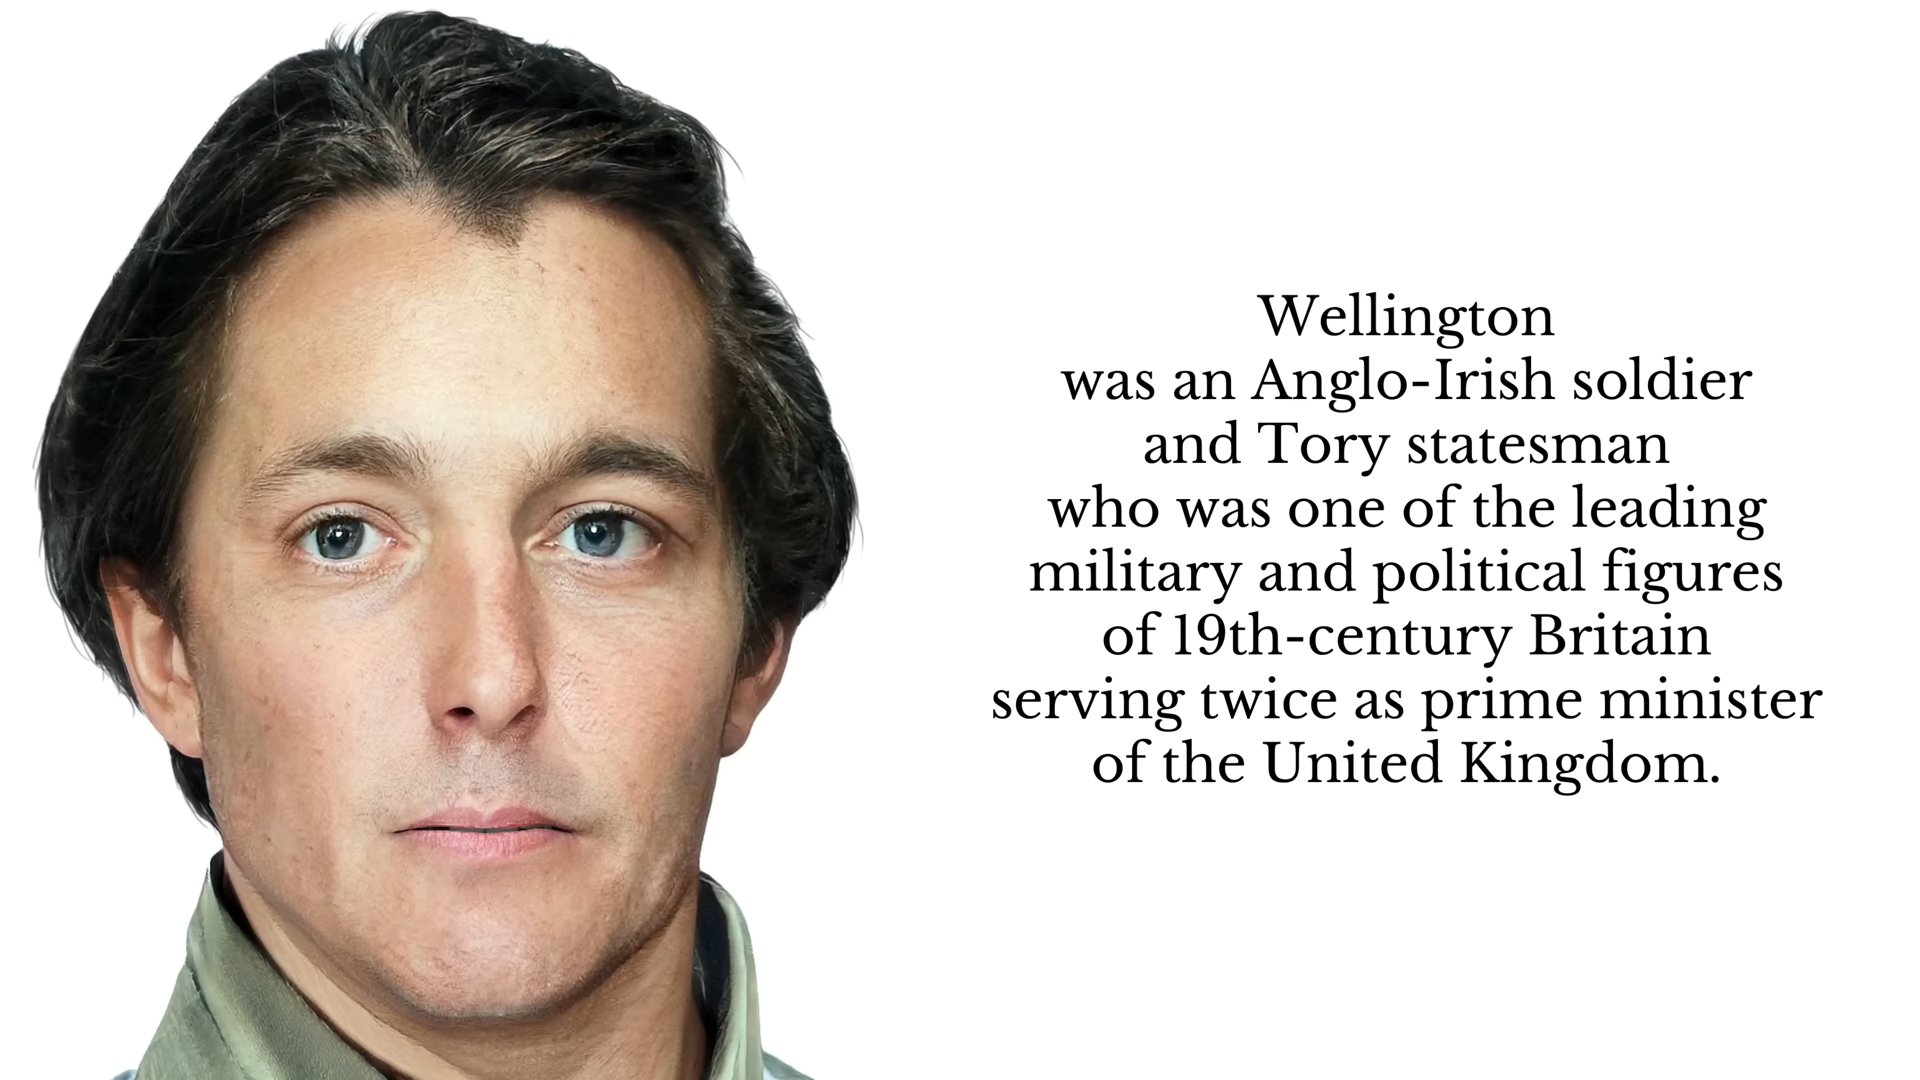 Wellington
was an Anglo-Irish soldier
and Tory statesman
who was one of the leading
military and political figures
of 19th-century Britain
serving twice as prime minister
of the United Kingdom.